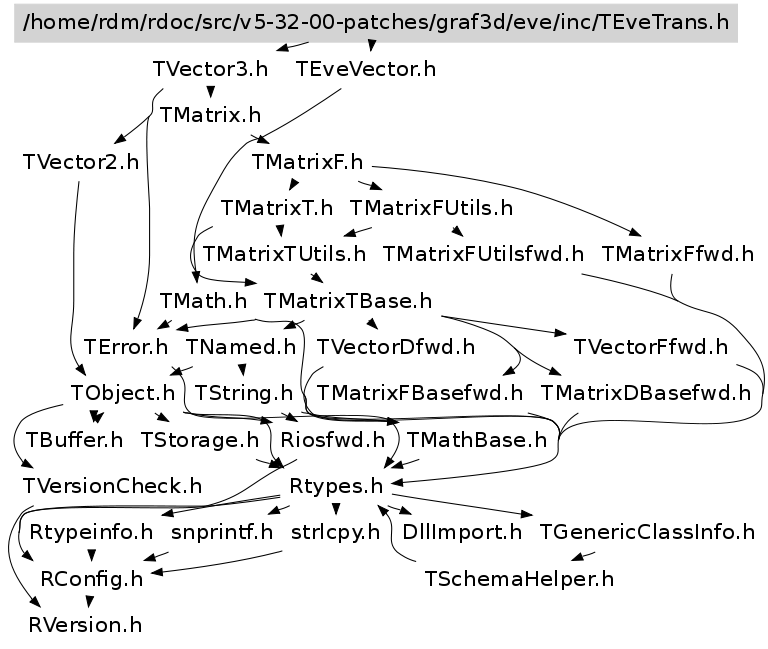 /home/rdm/rdoc/src/v5-32-00-patches/graf3d/eve/inc/TEveTrans.h
TVector3.h TEveVector.h
TMatrix.h
TVector2.h TMatrixF.h
TMatrixT.h TMatrixFUtils.h
TMatrixTUtils.h TMatrixFUtilsfwd.h TMatrixFfwd.h
TMath.h TMatrixTBase.h
TError.h TNamed.h TVectorDfwd.h TVectorFfwd.h
TObject.h TString.h TMatrixFBasefwd.h TMatrixDBasefwd.h
TBuffer.h TStorage.h Riosfwd.h TMathBase.h
TVersionCheck.h Rtypes.h
Rtypeinfo.h snprintf.h strlcpy.h DllImport.h TGenericClassInfo.h
RConfig.h TSchemaHelper.h
RVersion.h